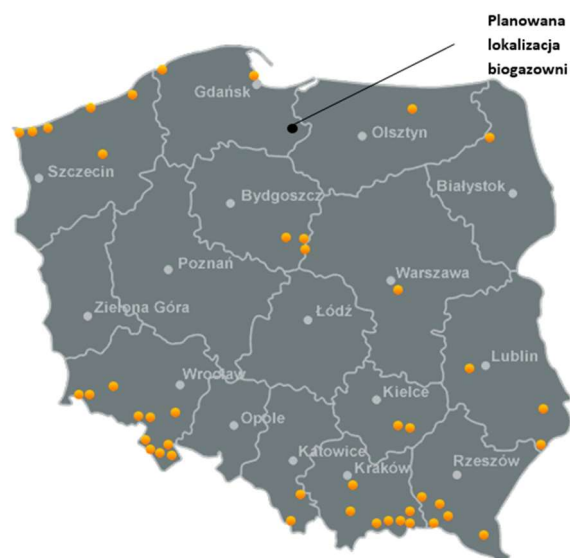 Planowana
lokalizacja
biogazowni
Gdańsk
Olsztyn
Szczecin
Białystok
Bydgoszcz
Poznań
Warszawa
Zielona Góra
Łódź
Lublin
Wrocław
Kielce
Opole
Katowice
Kraków
Rzeszów